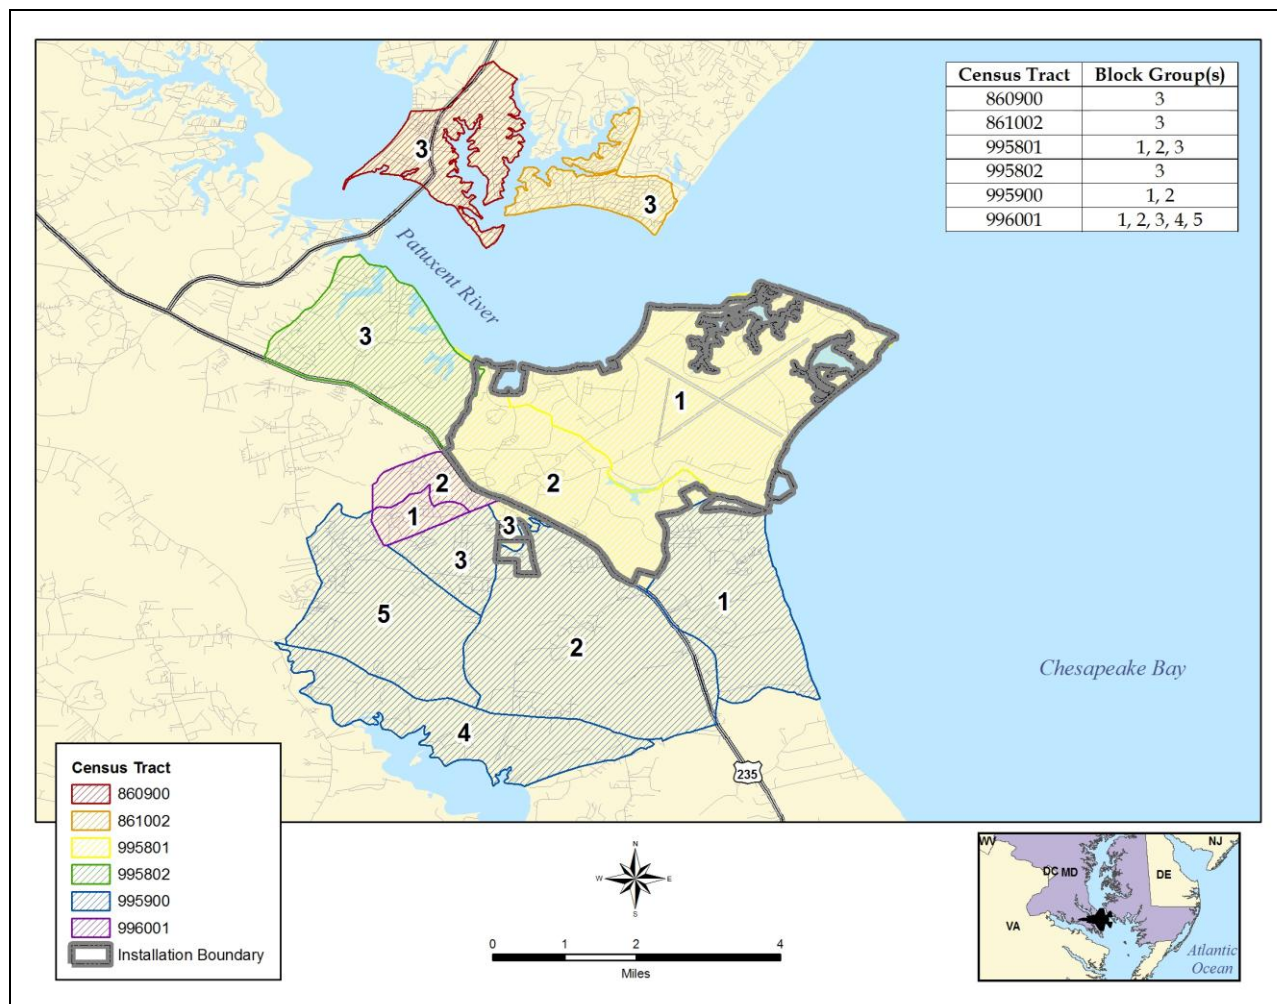 Census Tract Block Group(s)
860900 3
861002 3
995801 1, 2, 3
995802 3
995900 1, 2
996001 1, 2, 3, 4, 5
3
3
Patuxent River
3
1
2
2
1
3
3
5
1
2
4
Chesapeake Bay
235
Census Tract
860900
861002
995801
995802
995900
996001
Installation Boundary
N
W E
S
0 1 2 4
Miles
WV
NJ
DC MD
DE
VA
Atlantic
Ocean